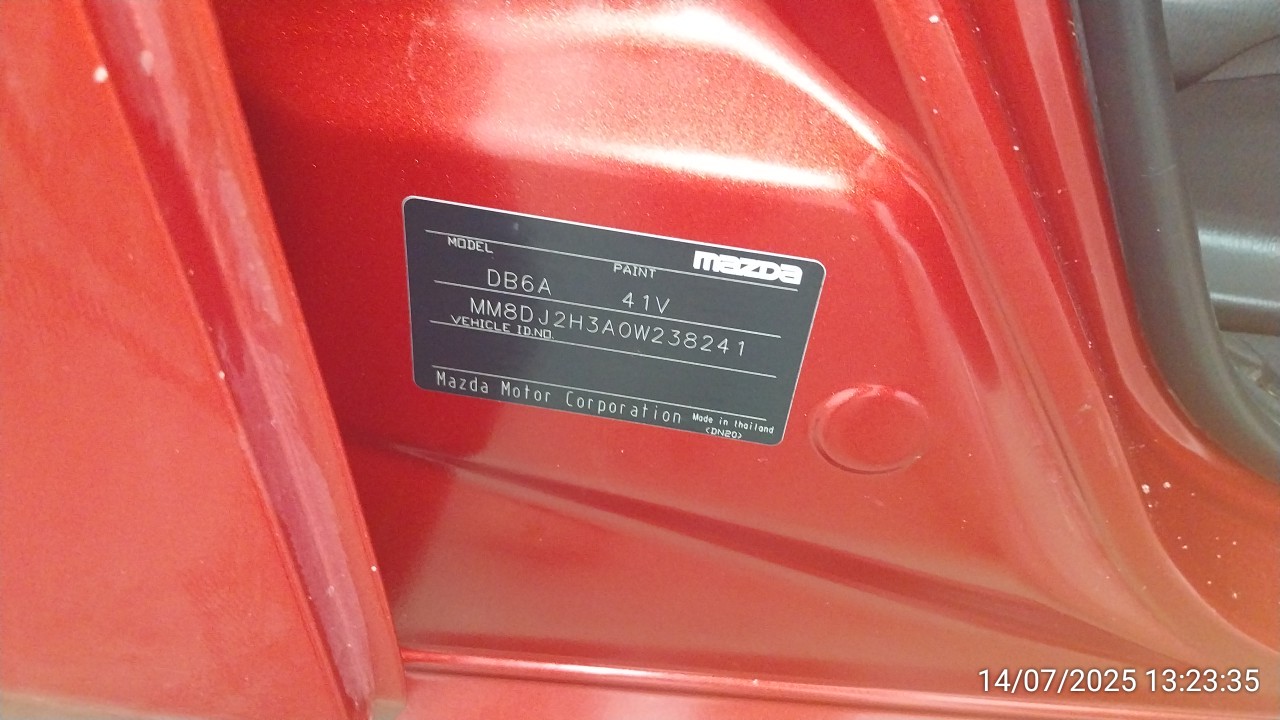 mazda
MODEL
PAINT
DB6A 41V
MM8DJ2H3A0W238241
VEHICLE ID.NO.
Mazda Motor Corporation
Made in thailand
<DN20>
14/07/2025 13:23:35